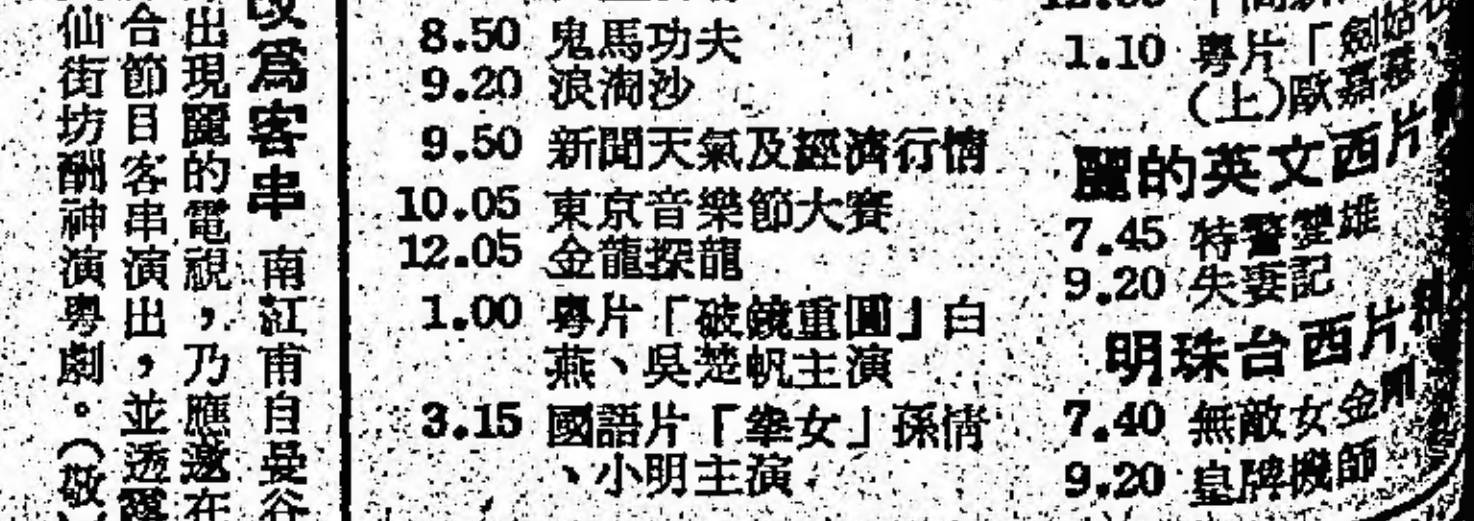 改為客串 南江甫自曼谷
出現麗的電視，乃應邀在
合節目客串演出，並透露
仙街坊酬神演粵劇。（敬
8.50 鬼馬功夫
9.20 浪淘沙
9.50 新聞天氣及經濟行情
10.05 東京音樂節大賽
12.05 金龍探龍
1.00 粵片「破鏡重圓」白
燕、吳楚帆主演
3.15 國語片「拳女」孫情
、小明主演
1.10 粵片「劍姑
(上)歐嘉慈
麗的英文西片
7.45 特警雙雄
9.20 失妻記
明珠台西片
7.40 無敵女金剛
9.20 皇牌機師